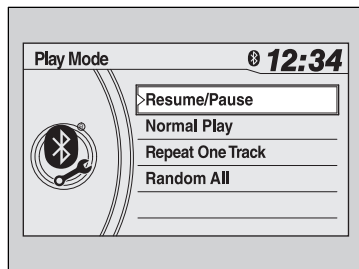 Play Mode
12:34
Resume/Pause
Normal Play
Repeat One Track
Random All